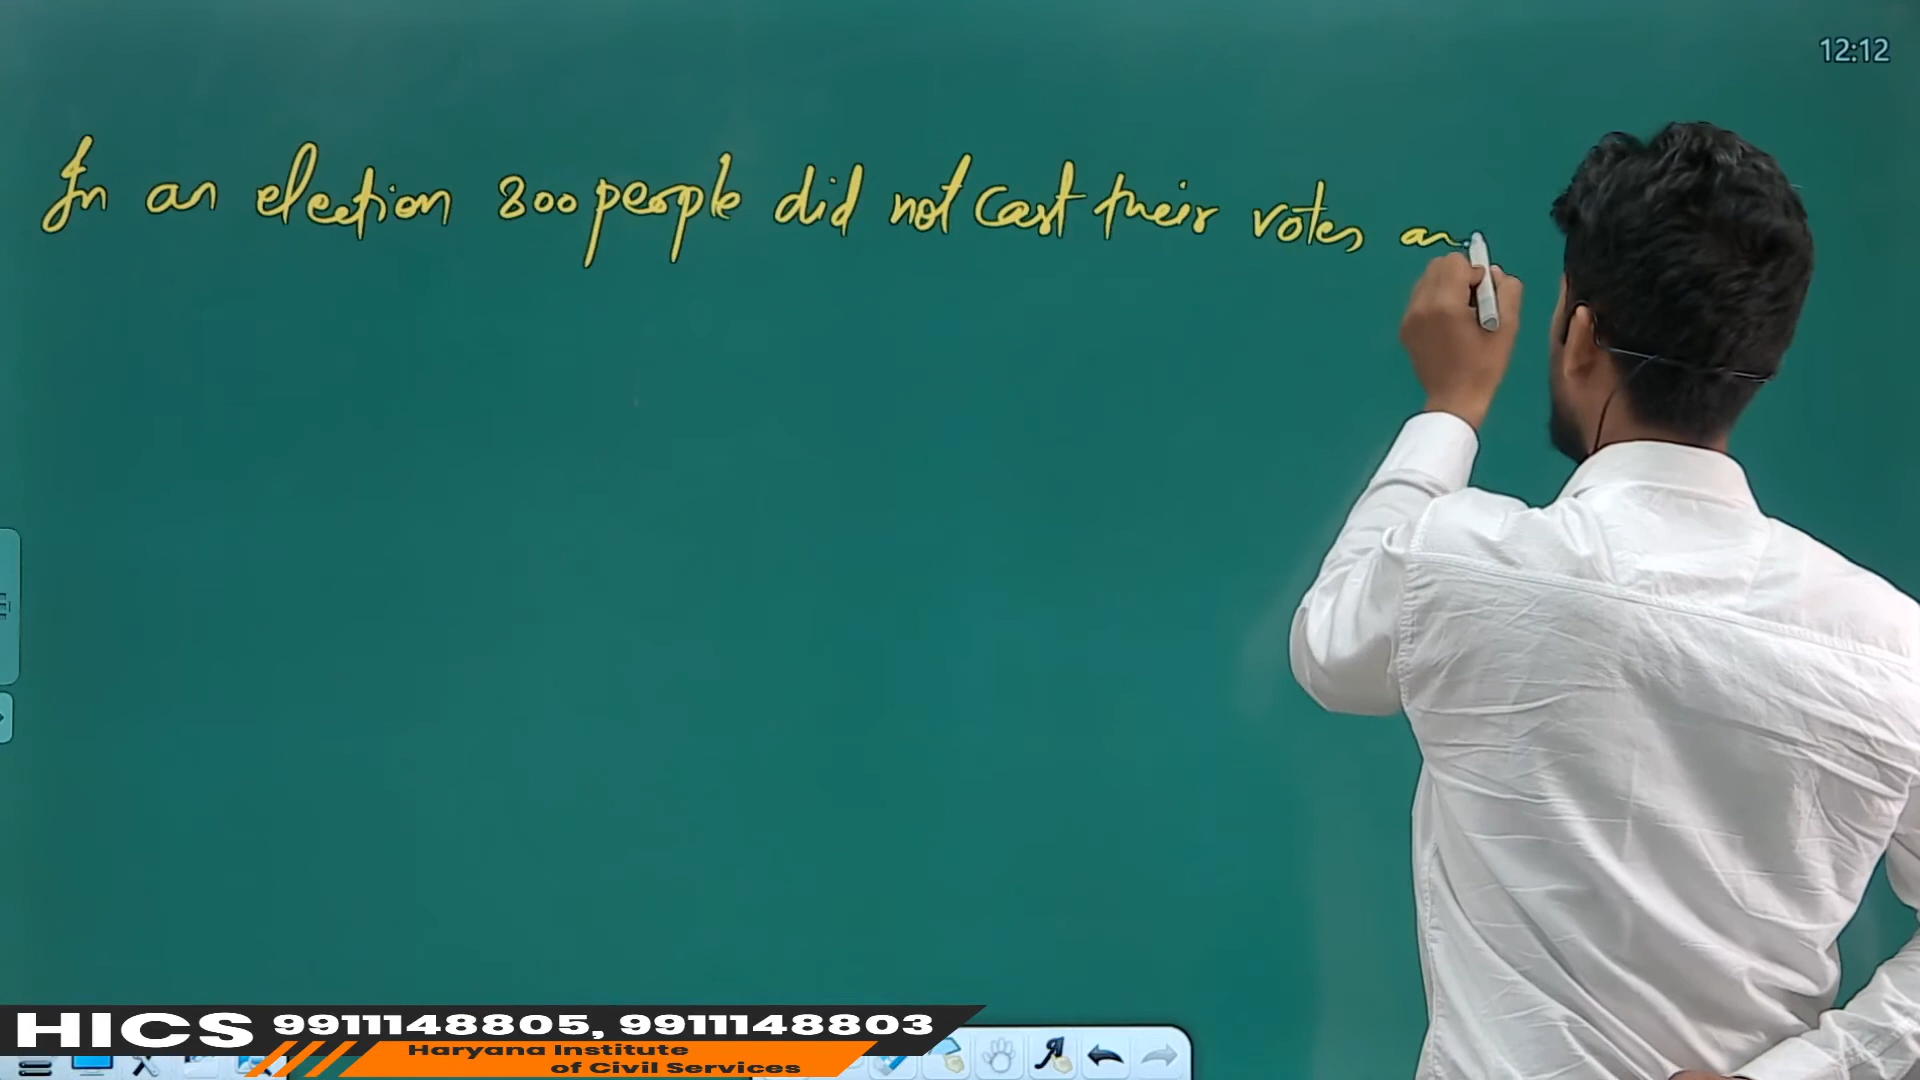 12:12
In an election 800 people did not cast their votes an
HICS 9911148805, 9911148803
Haryana Institute
of Civil Services